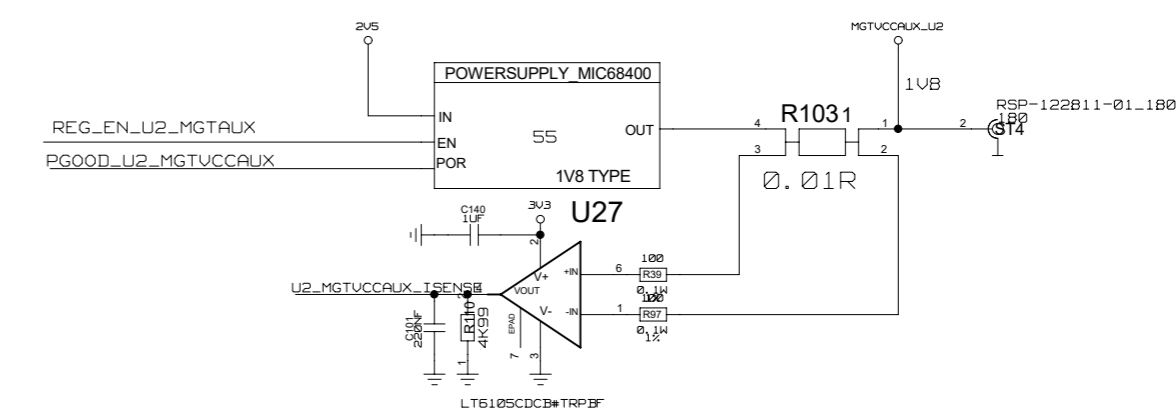 2V5
MGTVCCAUX_U2
POWERSUPPLY_MIC68400
1V8
RSP-122811-01_180
180
ST4
R1031
IN
REG_EN_U2_MGTAUX
EN
55
OUT
4
1
2
PGOOD_U2_MGTVCCAUX
POR
3
2
1V8 TYPE
0.01R
C140
1UF
3V3
U27
2
V+
+IN
6
100
R39
0.1W
U2_MGTVCCAUX_ISENSE
VOUT
100
V-
-IN
1
R97
0.1W
1%
C101
220NF
R110
4K99
2
1
EPAD
7
3
LT6105CDCB#TRPBF